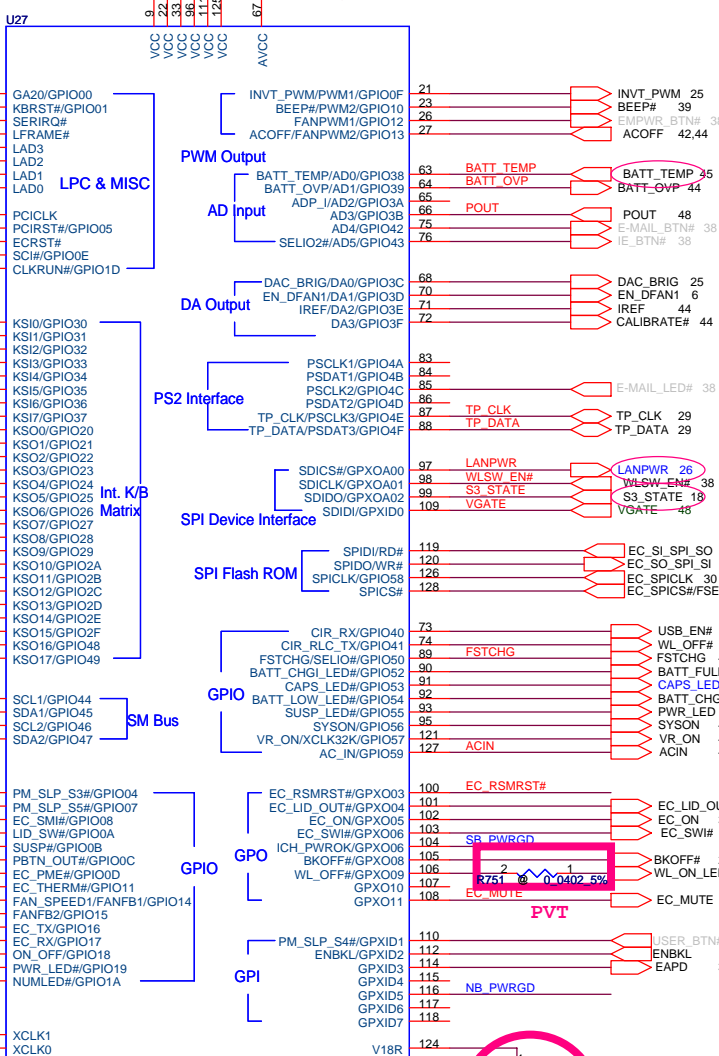 U27
9 22 33 96 111 125 67
VCC VCC VCC VCC VCC VCC AVCC
GA20/GPIO00
KBRST#/GPIO01
SERIRQ#
LFRAME#
LAD3
LAD2
LAD1
LAD0
LPC & MISC
PCICLK
PCIRST#/GPIO05
ECRST#
SCI#/GPIO0E
CLKRUN#/GPIO1D
KSI0/GPIO30
KSI1/GPIO31
KSI2/GPIO32
KSI3/GPIO33
KSI4/GPIO34
KSI5/GPIO35
KSI6/GPIO36
KSI7/GPIO37
KSO0/GPIO20
KSO1/GPIO21
KSO2/GPIO22
KSO3/GPIO23
KSO4/GPIO24
KSO5/GPIO25
KSO6/GPIO26
KSO7/GPIO27
KSO8/GPIO28
KSO9/GPIO29
KSO10/GPIO2A
KSO11/GPIO2B
KSO12/GPIO2C
KSO13/GPIO2D
KSO14/GPIO2E
KSO15/GPIO2F
KSO16/GPIO48
KSO17/GPIO49
Int. K/B
Matrix
SCL1/GPIO44
SDA1/GPIO45
SCL2/GPIO46
SDA2/GPIO47
SM Bus
PM_SLP_S3#/GPIO04
PM_SLP_S5#/GPIO07
EC_SMI#/GPIO08
LID_SW#/GPIO0A
SUSP#/GPIO0B
PBTN_OUT#/GPIO0C
EC_PME#/GPIO0D
EC_THERM#/GPIO11
FAN_SPEED1/FANFB1/GPIO14
FANFB2/GPIO15
EC_TX/GPIO16
EC_RX/GPIO17
ON_OFF/GPIO18
PWR_LED#/GPIO19
NUMLED#/GPIO1A
GPIO
XCLK1
XCLK0
INVT_PWM/PWM1/GPIO0F 21 INVT_PWM 25
BEEP#/PWM2/GPIO10 23 BEEP# 39
FANPWM1/GPIO12 26 EMPWR_BTN# 38
ACOFF/FANPWM2/GPIO13 27 ACOFF 42,44
PWM Output
BATT_TEMP/AD0/GPIO38 63 BATT_TEMP BATT_TEMP 45
BATT_OVP/AD1/GPIO39 64 BATT_OVP BATT_OVP 44
ADP_I/AD2/GPIO3A 65
AD3/GPIO3B 66 POUT POUT 48
AD4/GPIO42 75 E-MAIL_BTN# 38
SELIO2#/AD5/GPIO43 76 IE_BTN# 38
AD Input
DAC_BRIG/DA0/GPIO3C 68 DAC_BRIG 25
EN_DFAN1/DA1/GPIO3D 70 EN_DFAN1 6
IREF/DA2/GPIO3E 71 IREF 44
DA3/GPIO3F 72 CALIBRATE# 44
DA Output
PSCLK1/GPIO4A 83
PSDAT1/GPIO4B 84
PSCLK2/GPIO4C 85 E-MAIL_LED# 38
PSDAT2/GPIO4D 86
TP_CLK/PSCLK3/GPIO4E 87 TP_CLK TP_CLK 29
TP_DATA/PSDAT3/GPIO4F 88 TP_DATA TP_DATA 29
PS2 Interface
SDICS#/GPXOA00 97 LANPWR LANPWR 26
SDICLK/GPXOA01 98 WLSW_EN# WLSW_EN# 38
SDIDO/GPXOA02 99 S3_STATE S3_STATE 18
SDIDI/GPXID0 109 VGATE VGATE 48
SPI Device Interface
SPIDI/RD# 119 EC_SI_SPI_SO
SPIDO/WR# 120 EC_SO_SPI_SI
SPICLK/GPIO58 126 EC_SPICLK 30
SPICS# 128 EC_SPICS#/FSE
SPI Flash ROM
CIR_RX/GPIO40 73 USB_EN#
CIR_RLC_TX/GPIO41 74 WL_OFF#
FSTCHG/SELIO#/GPIO50 89 FSTCHG FSTCHG
BATT_CHGI_LED#/GPIO52 90 BATT_FUL
CAPS_LED#/GPIO53 91 CAPS_LED
BATT_LOW_LED#/GPIO54 92 BATT_CHG
SUSP_LED#/GPIO55 93 PWR_LED
SYSON/GPIO56 95 SYSON
VR_ON/XCLK32K/GPIO57 121 VR_ON
AC_IN/GPIO59 127 ACIN ACIN
GPIO
EC_RSMRST#/GPXO03 100 EC_RSMRST#
EC_LID_OUT#/GPXO04 101 EC_LID_OU
EC_ON/GPXO05 102 EC_ON
EC_SWI#/GPXO06 103 EC_SWI#
ICH_PWROK/GPXO06 104 SB_PWRGD
BKOFF#/GPXO08 105 BKOFF#
WL_OFF#/GPXO09 106 WL_ON_LE
GPXO10 107
GPXO11 108 EC_MUTE EC_MUTE
GPO
2 1
R751 @ 0_0402_5%
PVT
PM_SLP_S4#/GPXID1 110 USER_BTN#
ENBKL/GPXID2 112 ENBKL
GPXID3 114 EAPD
GPXID4 115
GPXID5 116 NB_PWRGD
GPXID6 117
GPXID7 118
GPI
V18R 124